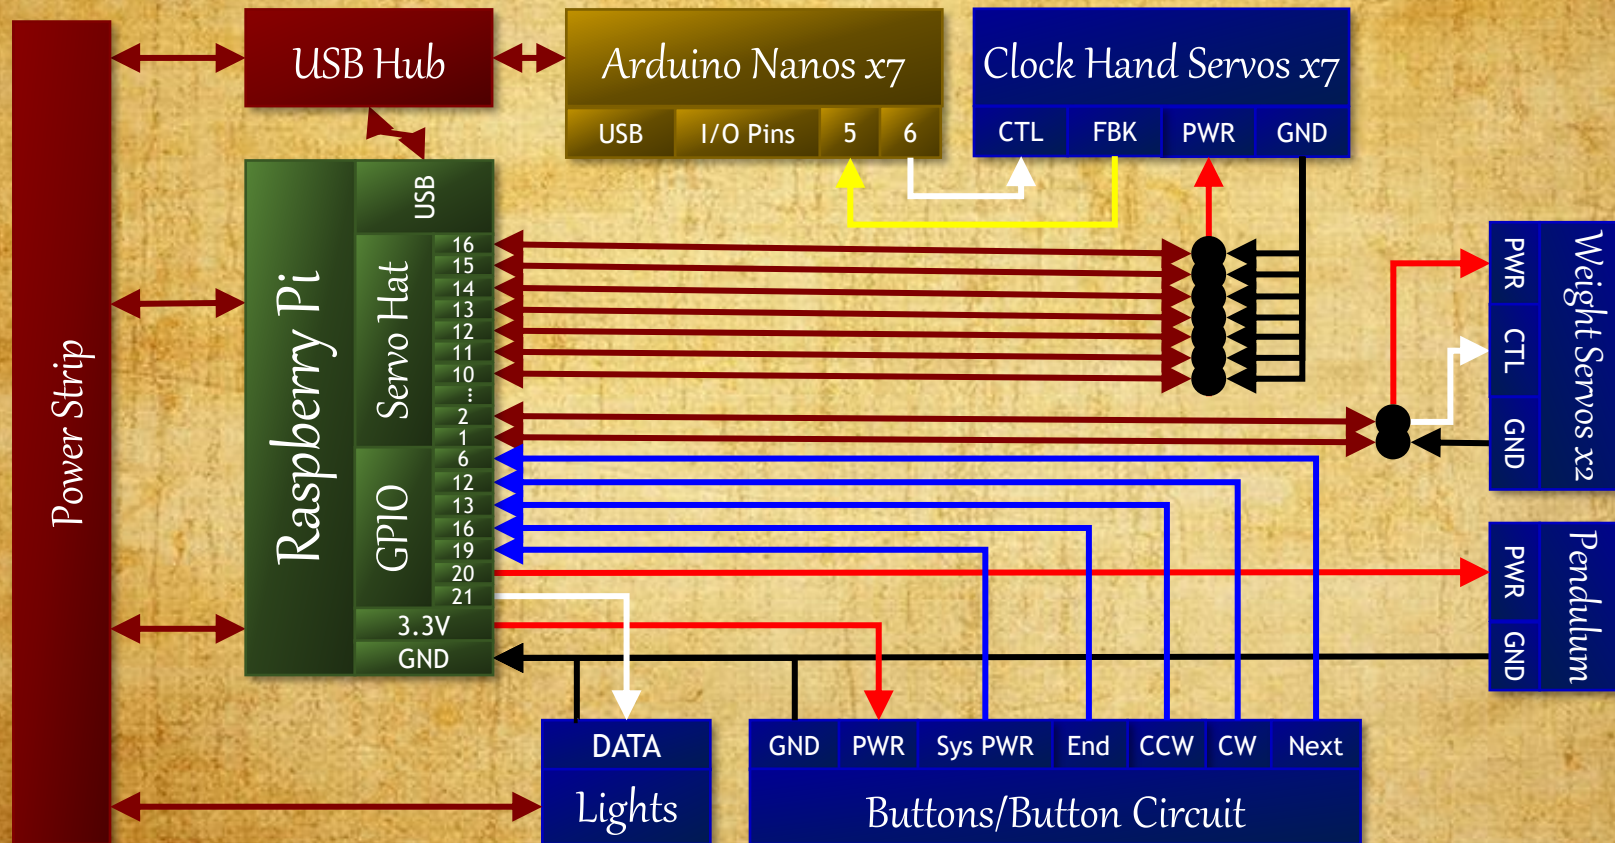 USB Hub
Arduino Nanos x7
USB
I/O Pins
5
6
Clock Hand Servos x7
CTL
FBK
PWR
GND
Power Strip
Raspberry Pi
USB
Servo Hat
16
15
14
13
12
11
10
⋮
2
1
GPIO
6
12
13
16
19
20
21
3.3V
GND
Weight Servos x2
PWR
CTL
GND
Pendulum
PWR
GND
DATA
Lights
GND
PWR
Sys PWR
End
CCW
CW
Next
Buttons/Button Circuit